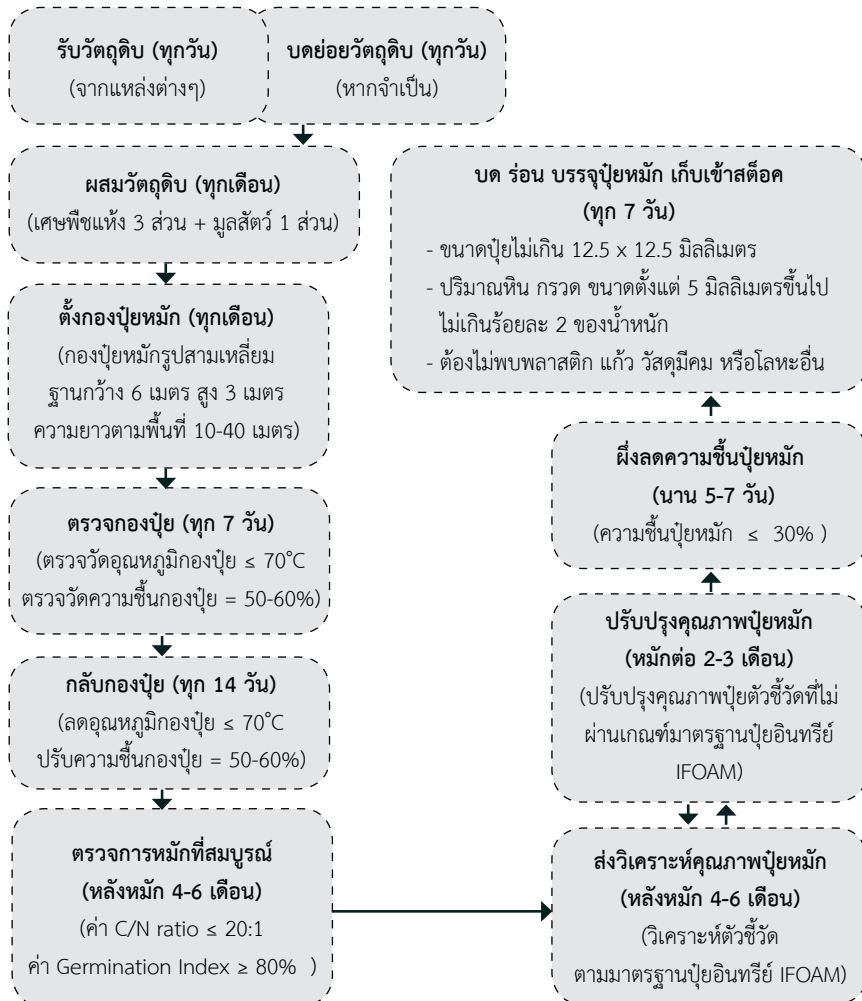 รับวัตถุดิบ (ทุกวัน)
(จากแหล่งต่างๆ)
บดย่อยวัตถุดิบ (ทุกวัน)
(หากจำเป็น)
ผสมวัตถุดิบ (ทุกเดือน)
(เศษพืชแห้ง 3 ส่วน + มูลสัตว์ 1 ส่วน)
ตั้งกองปุ๋ยหมัก (ทุกเดือน)
(กองปุ๋ยหมักรูปสามเหลี่ยม
ฐานกว้าง 6 เมตร สูง 3 เมตร
ความยาวตามพื้นที่ 10-40 เมตร)
ตรวจกองปุ๋ย (ทุก 7 วัน)
(ตรวจวัดอุณหภูมิกองปุ๋ย ≤ 70°C
ตรวจวัดความชื้นกองปุ๋ย = 50-60%)
กลับกองปุ๋ย (ทุก 14 วัน)
(ลดอุณหภูมิกองปุ๋ย ≤ 70°C
ปรับความชื้นกองปุ๋ย = 50-60%)
ตรวจการหมักที่สมบูรณ์
(หลังหมัก 4-6 เดือน)
(ค่า C/N ratio ≤ 20:1
ค่า Germination Index ≥ 80% )
ส่งวิเคราะห์คุณภาพปุ๋ยหมัก
(หลังหมัก 4-6 เดือน)
(วิเคราะห์ตัวชี้วัด
ตามมาตรฐานปุ๋ยอินทรีย์ IFOAM)
ปรับปรุงคุณภาพปุ๋ยหมัก
(หมักต่อ 2-3 เดือน)
(ปรับปรุงคุณภาพปุ๋ยตัวชี้วัดที่ไม่
ผ่านเกณฑ์มาตรฐานปุ๋ยอินทรีย์
IFOAM)
ผึ่งลดความชื้นปุ๋ยหมัก
(นาน 5-7 วัน)
(ความชื้นปุ๋ยหมัก ≤ 30% )
บด ร่อน บรรจุปุ๋ยหมัก เก็บเข้าสต็อค
(ทุก 7 วัน)
- ขนาดปุ๋ยไม่เกิน 12.5 x 12.5 มิลลิเมตร
- ปริมาณหิน กรวด ขนาดตั้งแต่ 5 มิลลิเมตรขึ้นไป
ไม่เกินร้อยละ 2 ของน้ำหนัก
- ต้องไม่พบพลาสติก แก้ว วัสดุมีคม หรือโลหะอื่น